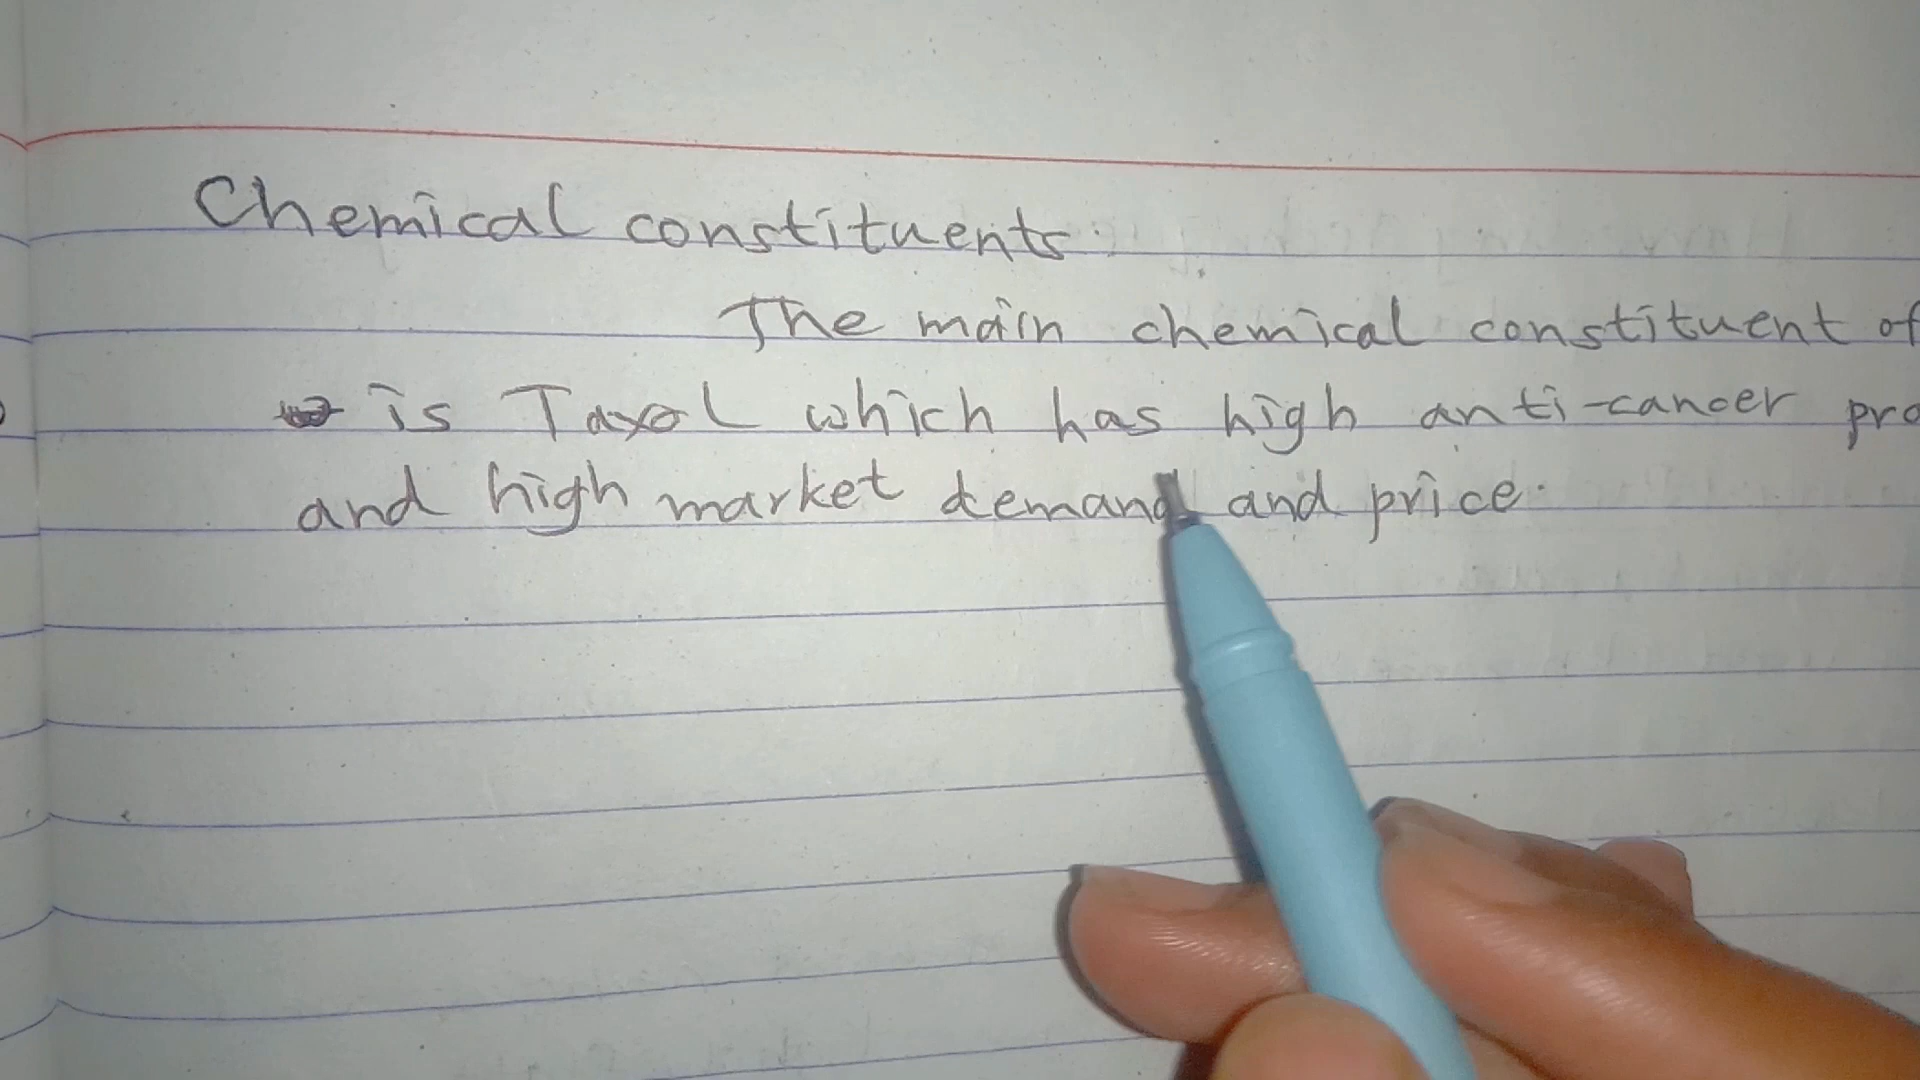 Chemical constituents.
The main chemical constituent of
is Taxol which has high anti-cancer pro
and high market demand and price.